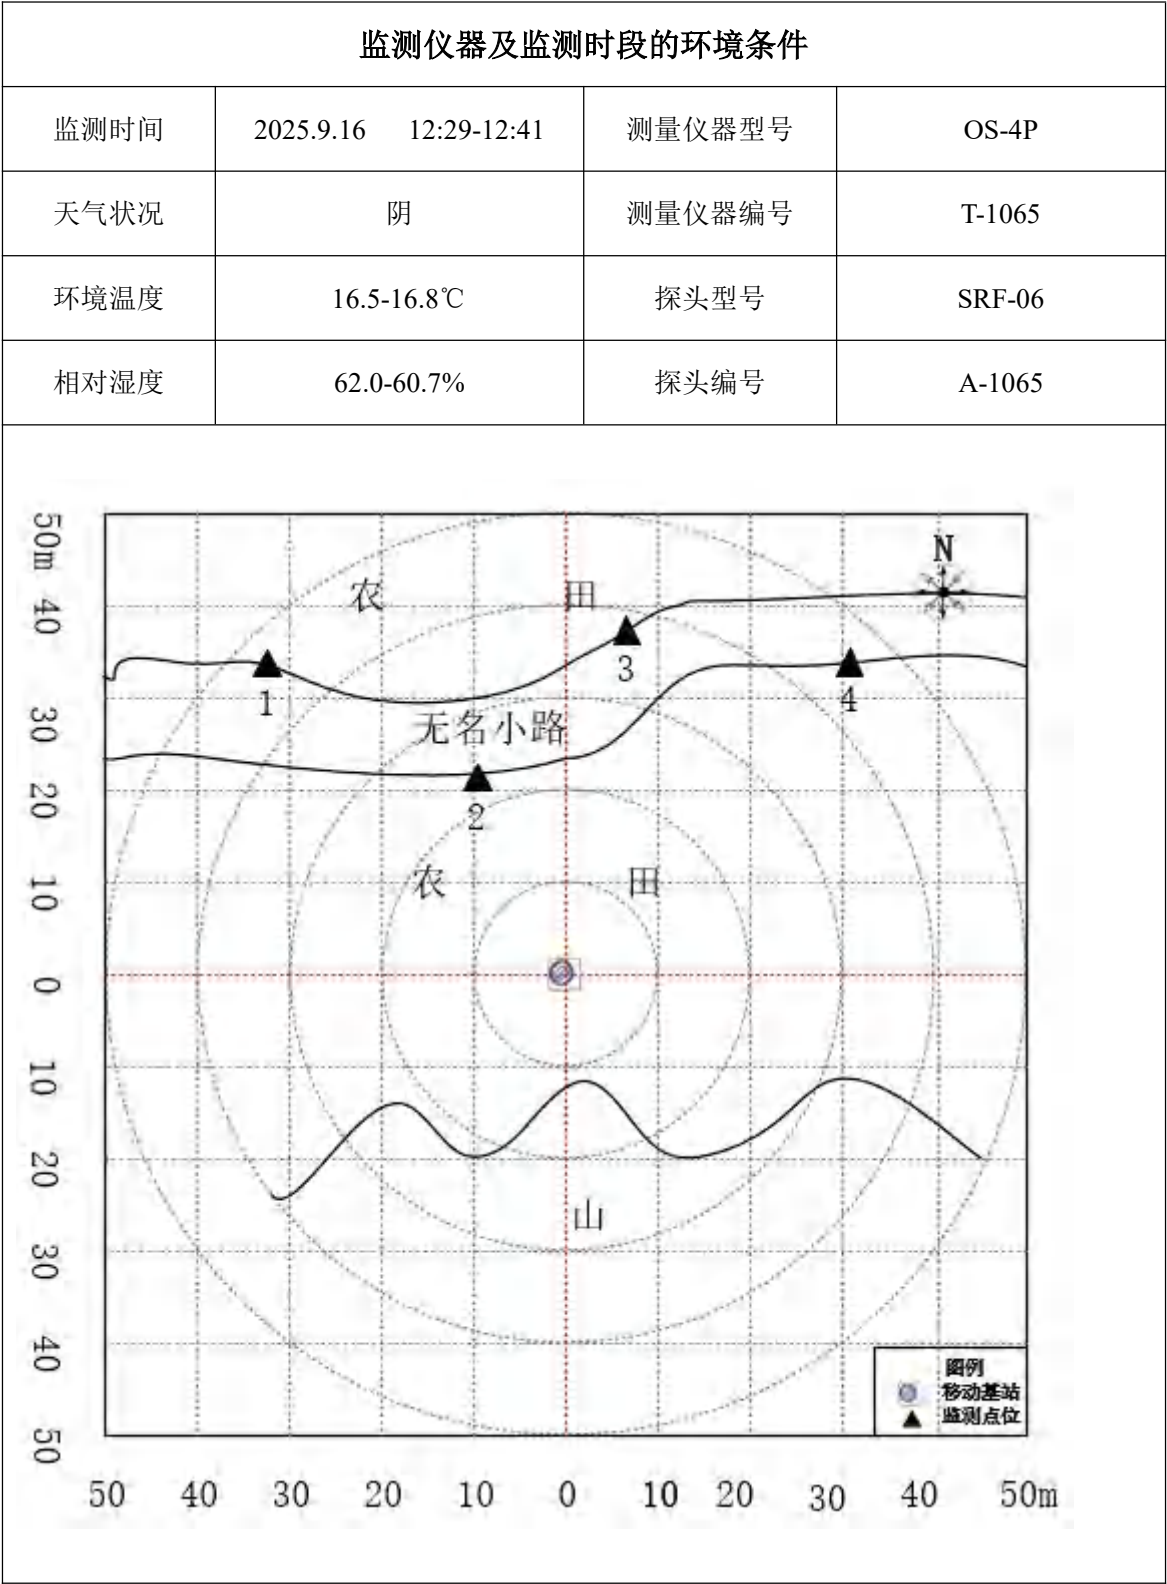 监测仪器及监测时段的环境条件
监测时间 2025.9.16 12:29-12:41 测量仪器型号 OS-4P
天气状况 阴 测量仪器编号 T-1065
环境温度 16.5-16.8℃ 探头型号 SRF-06
相对湿度 62.0-60.7% 探头编号 A-1065
50m
40
30
20
10
0
10
20
30
40
50
N
农 田
1
3
4
无名小路
2
农 田
山
图例
移动基站
监测点位
50 40 30 20 10 0 10 20 30 40 50m